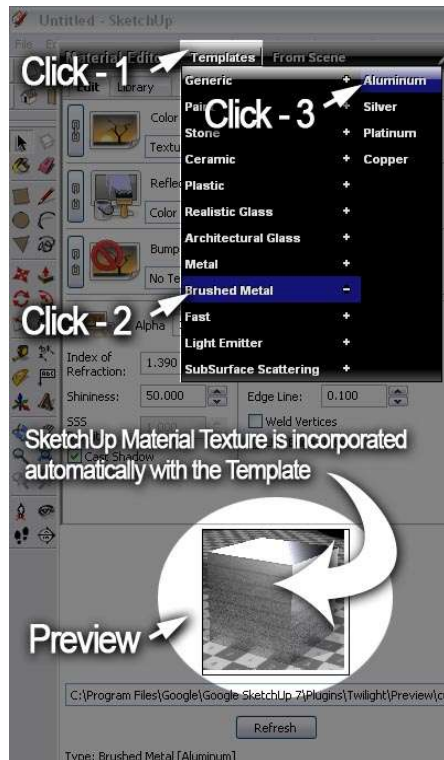 Untitled - SketchUp
Material Editor
Templates
From Scene
Click - 1
Edit
Library
Generic
Aluminum
Color
Paint
Click - 3
Silver
Textu
Stone
Platinum
Ceramic
Copper
Reflec
Plastic
Color
Realistic Glass
Architectural Glass
Bump
Metal
No Te
Brushed Metal
Click - 2
Alpha
Fast
Light Emitter
Index of
Refraction:
1.390
SubSurface Scattering
Shininess:
50.000
Edge Line:
0.100
SSS
1.000
Weld Vertices
SketchUp Material Texture is incorporated
automatically with the Template
Cast Shadow
Preview
C:\Program Files\Google\Google SketchUp 7\Plugins\Twilight\Preview\cu
Refresh
Type: Brushed Metal [Aluminum]